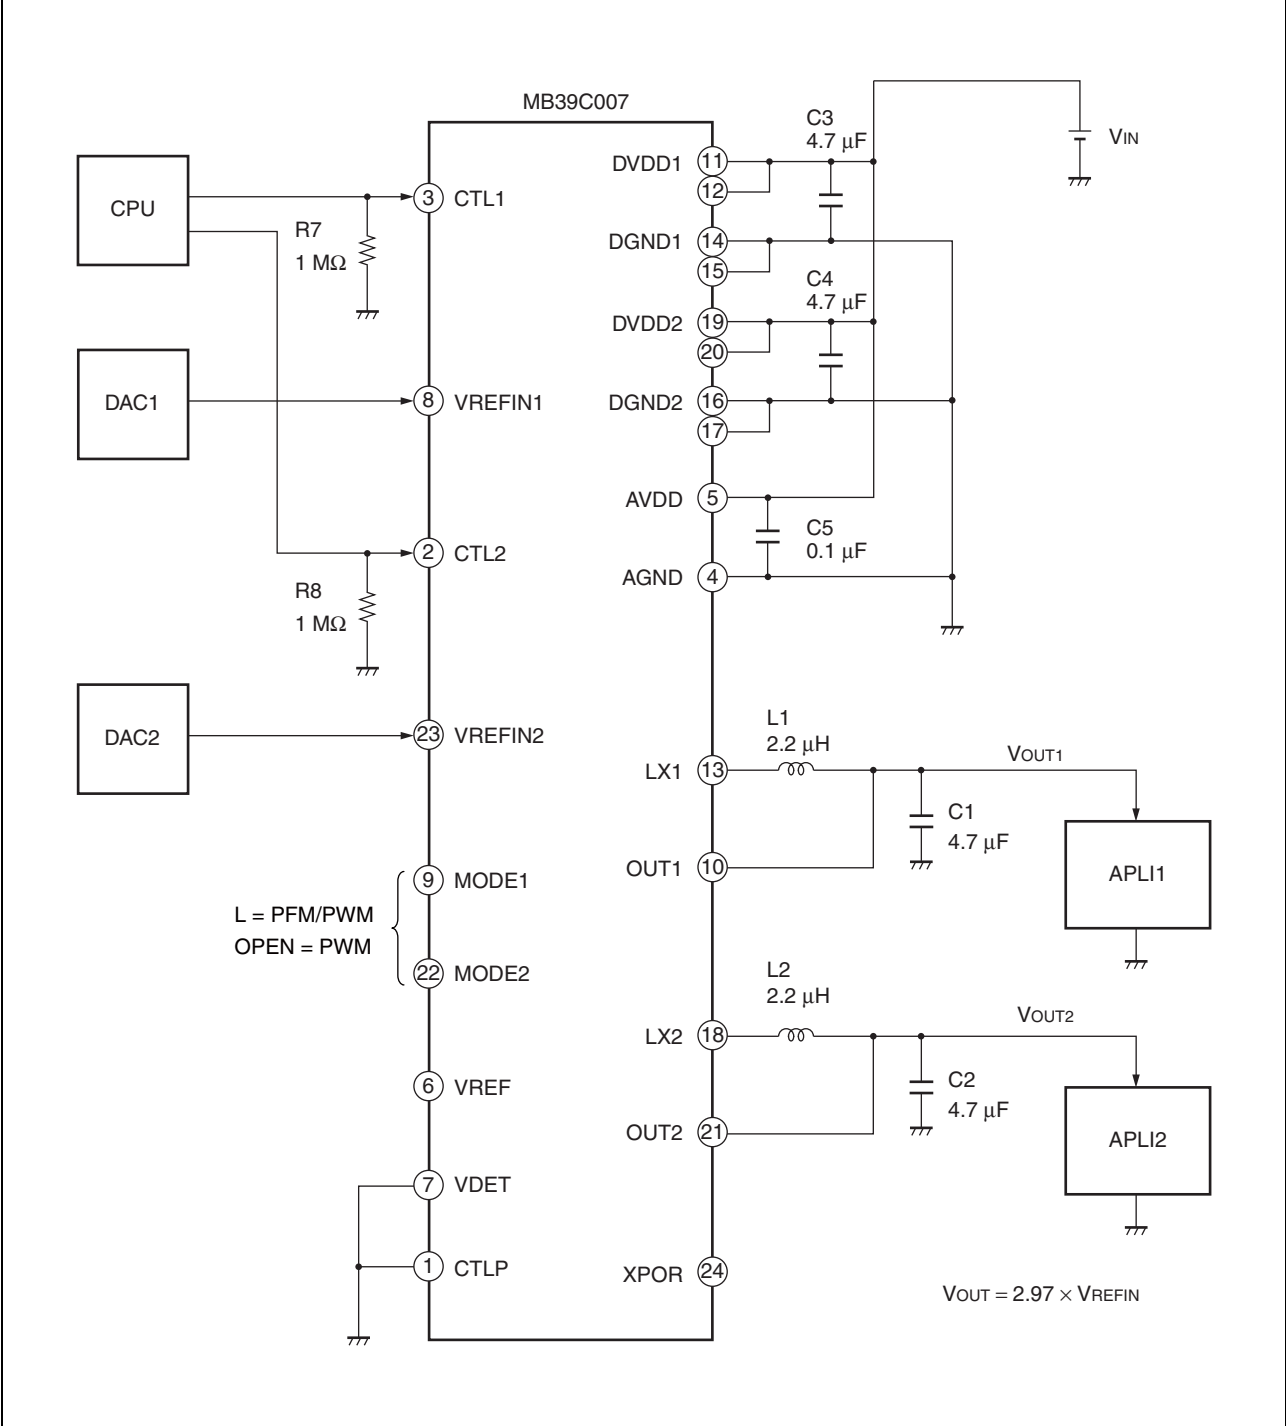 MB39C007
CPU
3 CTL1
R7
1 MΩ
DAC1
8 VREFIN1
2 CTL2
R8
1 MΩ
DAC2
23 VREFIN2
9 MODE1
L = PFM/PWM
OPEN = PWM
22 MODE2
6 VREF
7 VDET
1 CTLP
DVDD1 11
12
C3
4.7 μF
VIN
DGND1 14
15
C4
4.7 μF
DVDD2 19
20
DGND2 16
17
AVDD 5
C5
0.1 μF
AGND 4
L1
2.2 μH
LX1 13
VOUT1
C1
4.7 μF
OUT1 10
APLI1
L2
2.2 μH
LX2 18
VOUT2
C2
4.7 μF
OUT2 21
APLI2
XPOR 24
VOUT = 2.97 × VREFIN